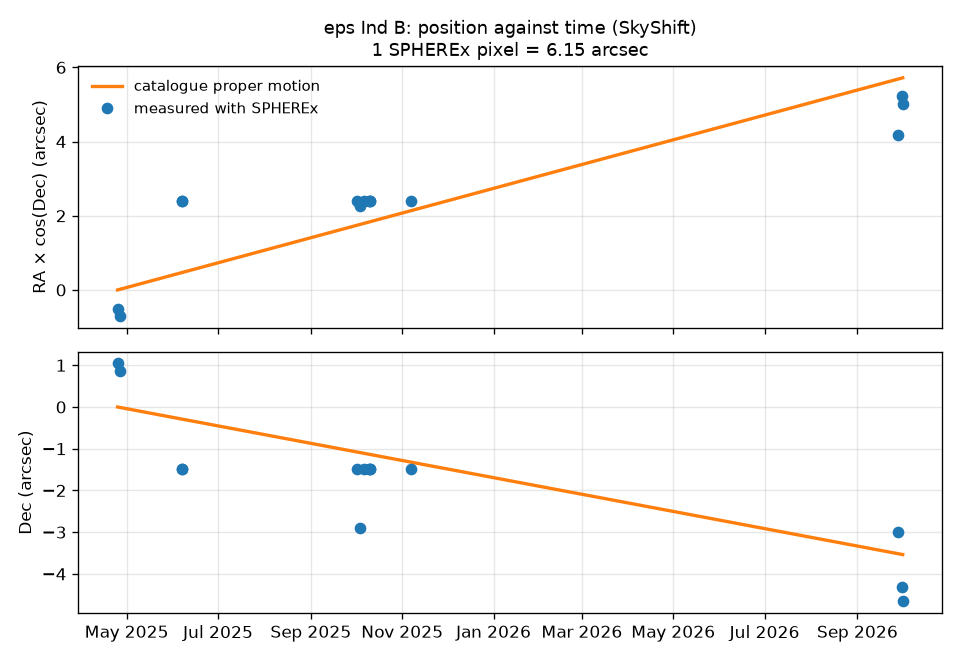 eps Ind B: position against time (SkyShift)
1 SPHEREx pixel = 6.15 arcsec
catalogue proper motion
measured with SPHEREx
RA × cos(Dec) (arcsec)
6
4
2
0
Dec (arcsec)
1
0
−1
−2
−3
−4
May 2025 Jul 2025 Sep 2025 Nov 2025 Jan 2026 Mar 2026 May 2026 Jul 2026 Sep 2026